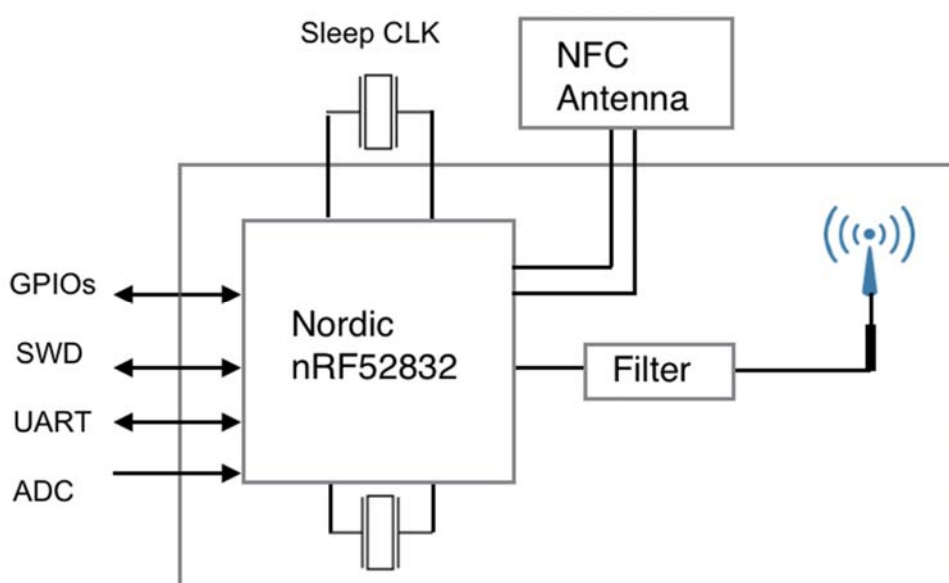 Sleep CLK
NFC
Antenna
GPIOs
SWD
UART
ADC
Nordic
nRF52832
Filter